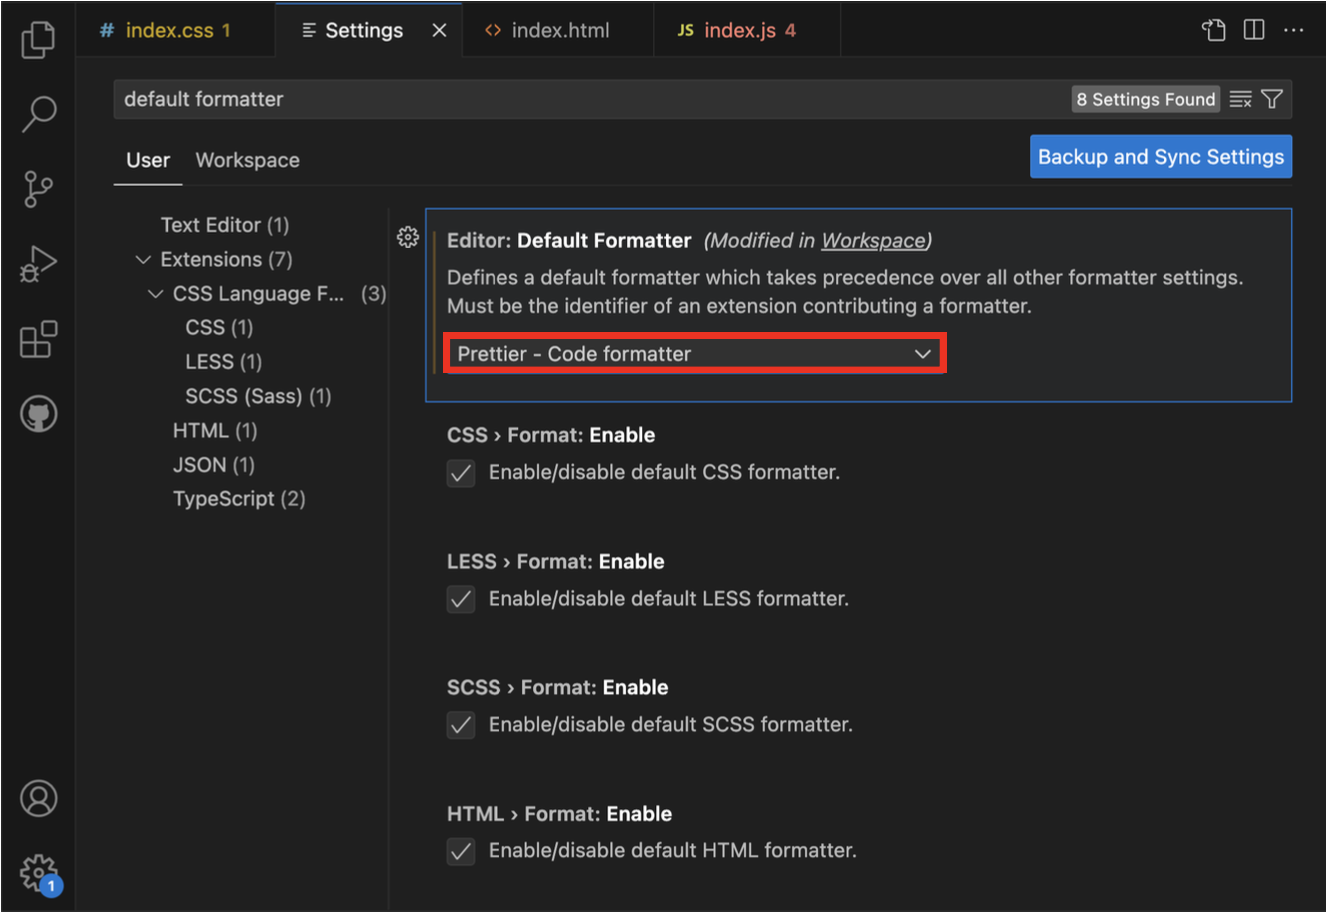 # index.css 1
Settings
index.html
JS index.js 4
default formatter
8 Settings Found
User
Workspace
Backup and Sync Settings
Text Editor (1)
Extensions (7)
CSS Language F... (3)
CSS (1)
LESS (1)
SCSS (Sass) (1)
HTML (1)
JSON (1)
TypeScript (2)
Editor: Default Formatter (Modified in Workspace)
Defines a default formatter which takes precedence over all other formatter settings.
Must be the identifier of an extension contributing a formatter.
Prettier - Code formatter
CSS › Format: Enable
Enable/disable default CSS formatter.
LESS › Format: Enable
Enable/disable default LESS formatter.
SCSS › Format: Enable
Enable/disable default SCSS formatter.
HTML › Format: Enable
Enable/disable default HTML formatter.
1